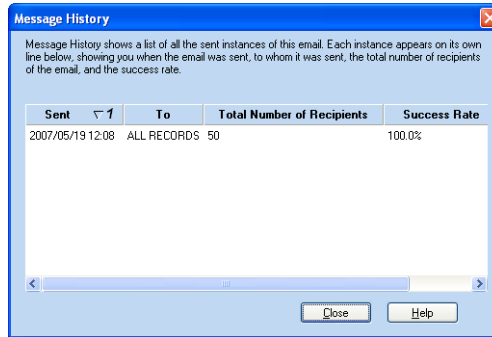 Message History
Message History shows a list of all the sent instances of this email. Each instance appears on its own
line below, showing you when the email was sent, to whom it was sent, the total number of recipients
of the email, and the success rate.
Sent 1 To Total Number of Recipients Success Rate
2007/05/19 12:08 ALL RECORDS 50 100.0%
Close Help